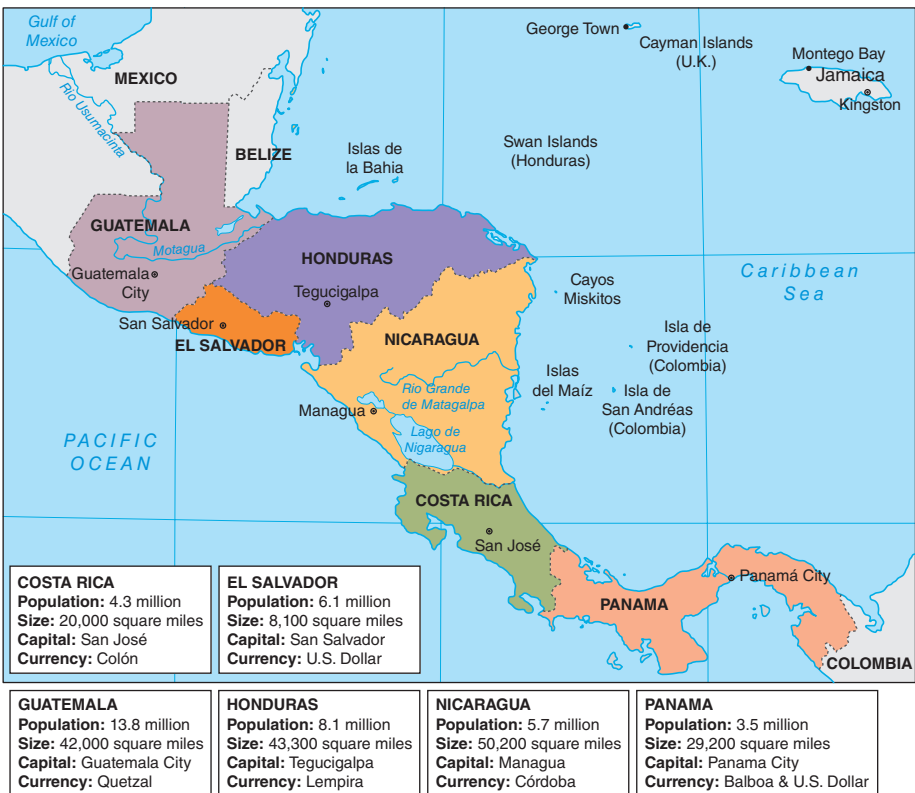 Gulf of
Mexico
George Town
Cayman Islands
(U.K.)
Montego Bay
Jamaica
Kingston
MEXICO
Rio Usumacinta
BELIZE
Islas de
la Bahia
Swan Islands
(Honduras)
GUATEMALA
Motagua
Guatemala
City
HONDURAS
Tegucigalpa
Caribbean
Sea
Cayos
Miskitos
San Salvador
EL SALVADOR
NICARAGUA
Isla de
Providencia
(Colombia)
Islas
del Maíz
Isla de
San Andréas
(Colombia)
Rio Grande
de Matagalpa
Managua
Lago de
Nigaragua
PACIFIC
OCEAN
COSTA RICA
San José
PANAMA
Panamá City
COLOMBIA
COSTA RICA
Population: 4.3 million
Size: 20,000 square miles
Capital: San José
Currency: Colón
EL SALVADOR
Population: 6.1 million
Size: 8,100 square miles
Capital: San Salvador
Currency: U.S. Dollar
GUATEMALA
Population: 13.8 million
Size: 42,000 square miles
Capital: Guatemala City
Currency: Quetzal
HONDURAS
Population: 8.1 million
Size: 43,300 square miles
Capital: Tegucigalpa
Currency: Lempira
NICARAGUA
Population: 5.7 million
Size: 50,200 square miles
Capital: Managua
Currency: Córdoba
PANAMA
Population: 3.5 million
Size: 29,200 square miles
Capital: Panama City
Currency: Balboa & U.S. Dollar